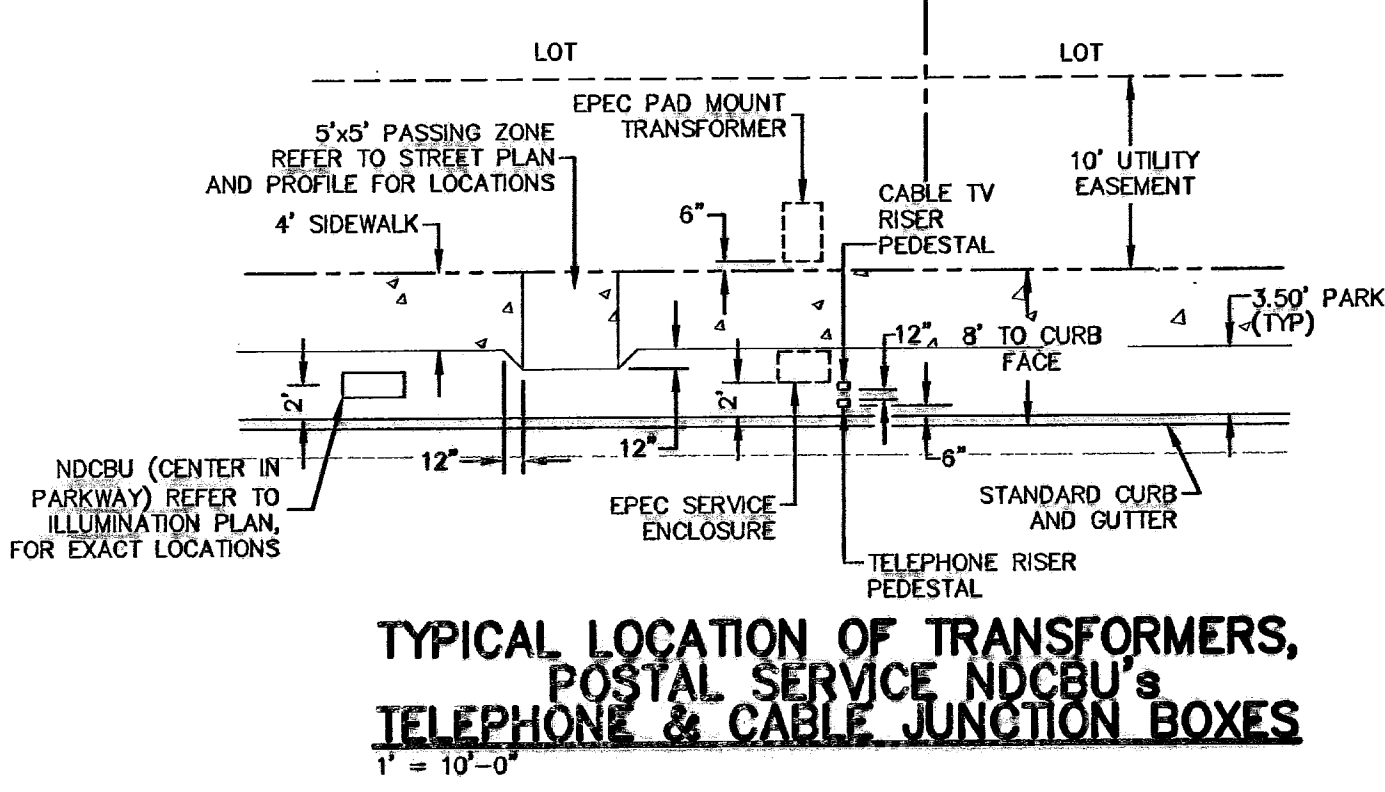 LOT
LOT
EPEC PAD MOUNT
TRANSFORMER
5'x5' PASSING ZONE
REFER TO STREET PLAN
AND PROFILE FOR LOCATIONS
10' UTILITY
EASEMENT
CABLE TV
RISER
PEDESTAL
4' SIDEWALK
6"
3.50' PARK
(TYP)
12"
8' TO CURB
FACE
2'
2'
12"
12"
6"
NDCBU (CENTER IN
PARKWAY) REFER TO
ILLUMINATION PLAN,
FOR EXACT LOCATIONS
EPEC SERVICE
ENCLOSURE
STANDARD CURB
AND GUTTER
TELEPHONE RISER
PEDESTAL
TYPICAL LOCATION OF TRANSFORMERS,
POSTAL SERVICE NDCBU's
TELEPHONE & CABLE JUNCTION BOXES
1' = 10'-0"